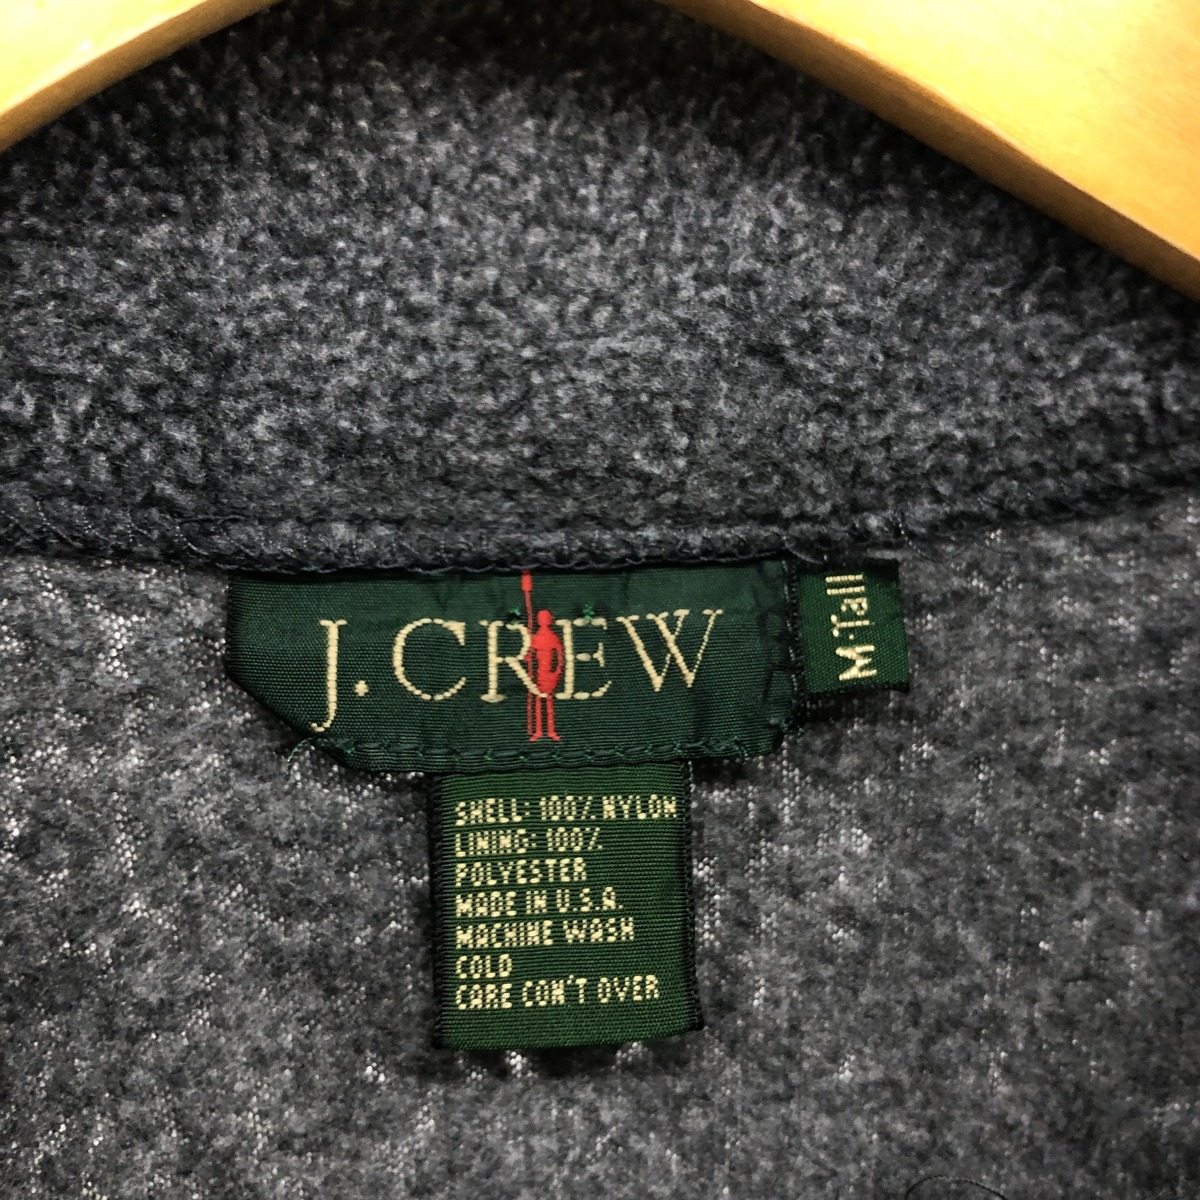 J. CREW
M·Tall
SHELL: 100% NYLON
LINING: 100%
POLYESTER
MADE IN U.S.A.
MACHINE WASH
COLD
CARE CON'T OVER